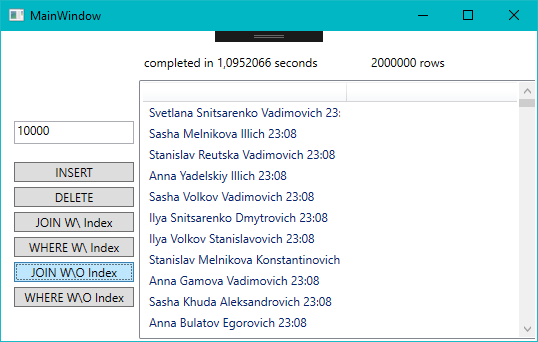 MainWindow
completed in 1,0952066 seconds
2000000 rows
10000
INSERT
DELETE
JOIN W\ Index
WHERE W\ Index
JOIN W\O Index
WHERE W\O Index
Svetlana Snitsarenko Vadimovich 23:
Sasha Melnikova Illich 23:08
Stanislav Reutska Vadimovich 23:08
Anna Yadelskiy Illich 23:08
Sasha Volkov Vadimovich 23:08
Ilya Snitsarenko Dmytrovich 23:08
Ilya Volkov Stanislavovich 23:08
Stanislav Melnikova Konstantinovich
Anna Gamova Vadimovich 23:08
Sasha Khuda Aleksandrovich 23:08
Anna Bulatov Egorovich 23:08